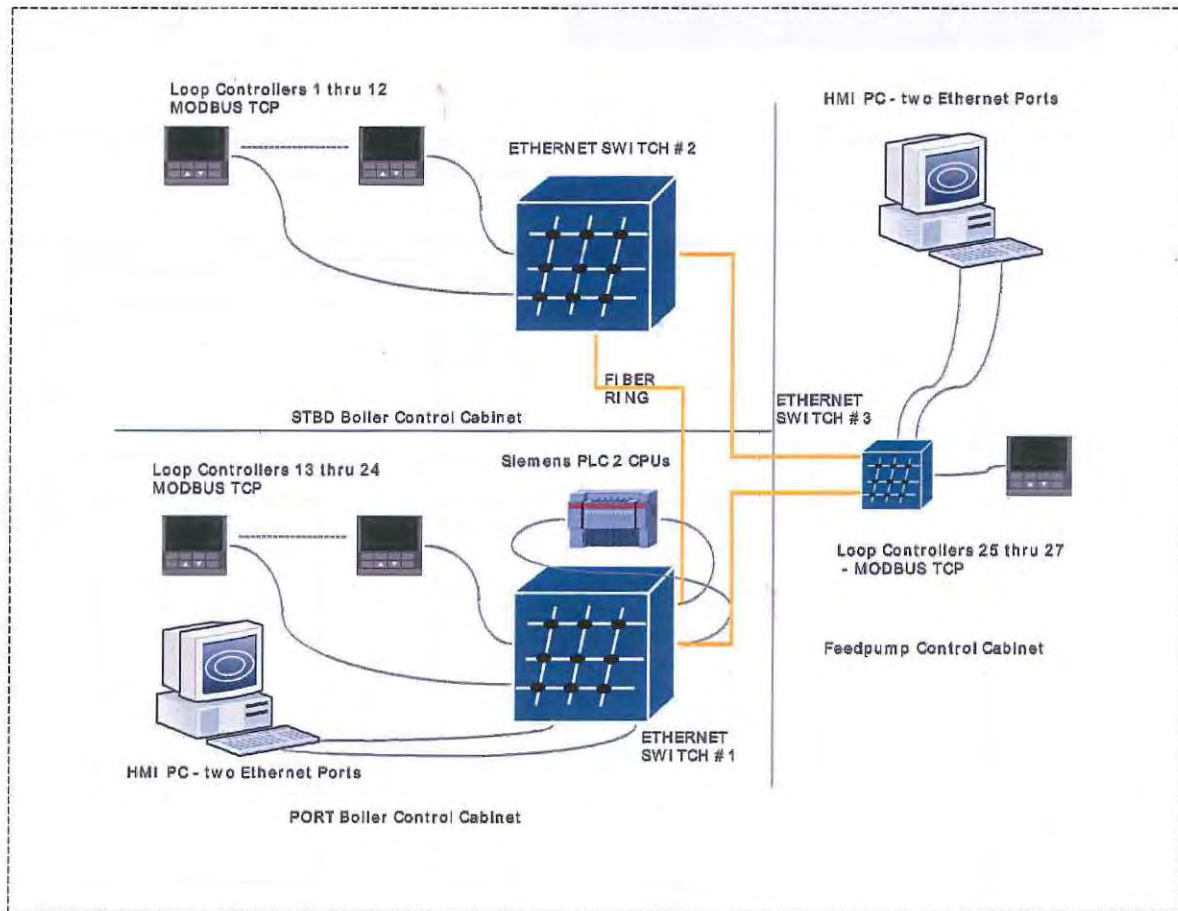 Loop Controllers 1 thru 12
MODBUS TCP
ETHERNET SWITCH # 2
HMI PC - two Ethernet Ports
FIBER
RING
STBD Boiler Control Cabinet
ETHERNET
SWITCH # 3
Loop Controllers 13 thru 24
MODBUS TCP
Siemens PLC 2 CPUs
Loop Controllers 25 thru 27
- MODBUS TCP
Feedpump Control Cabinet
ETHERNET
SWITCH # 1
HMI PC - two Ethernet Ports
PORT Boiler Control Cabinet